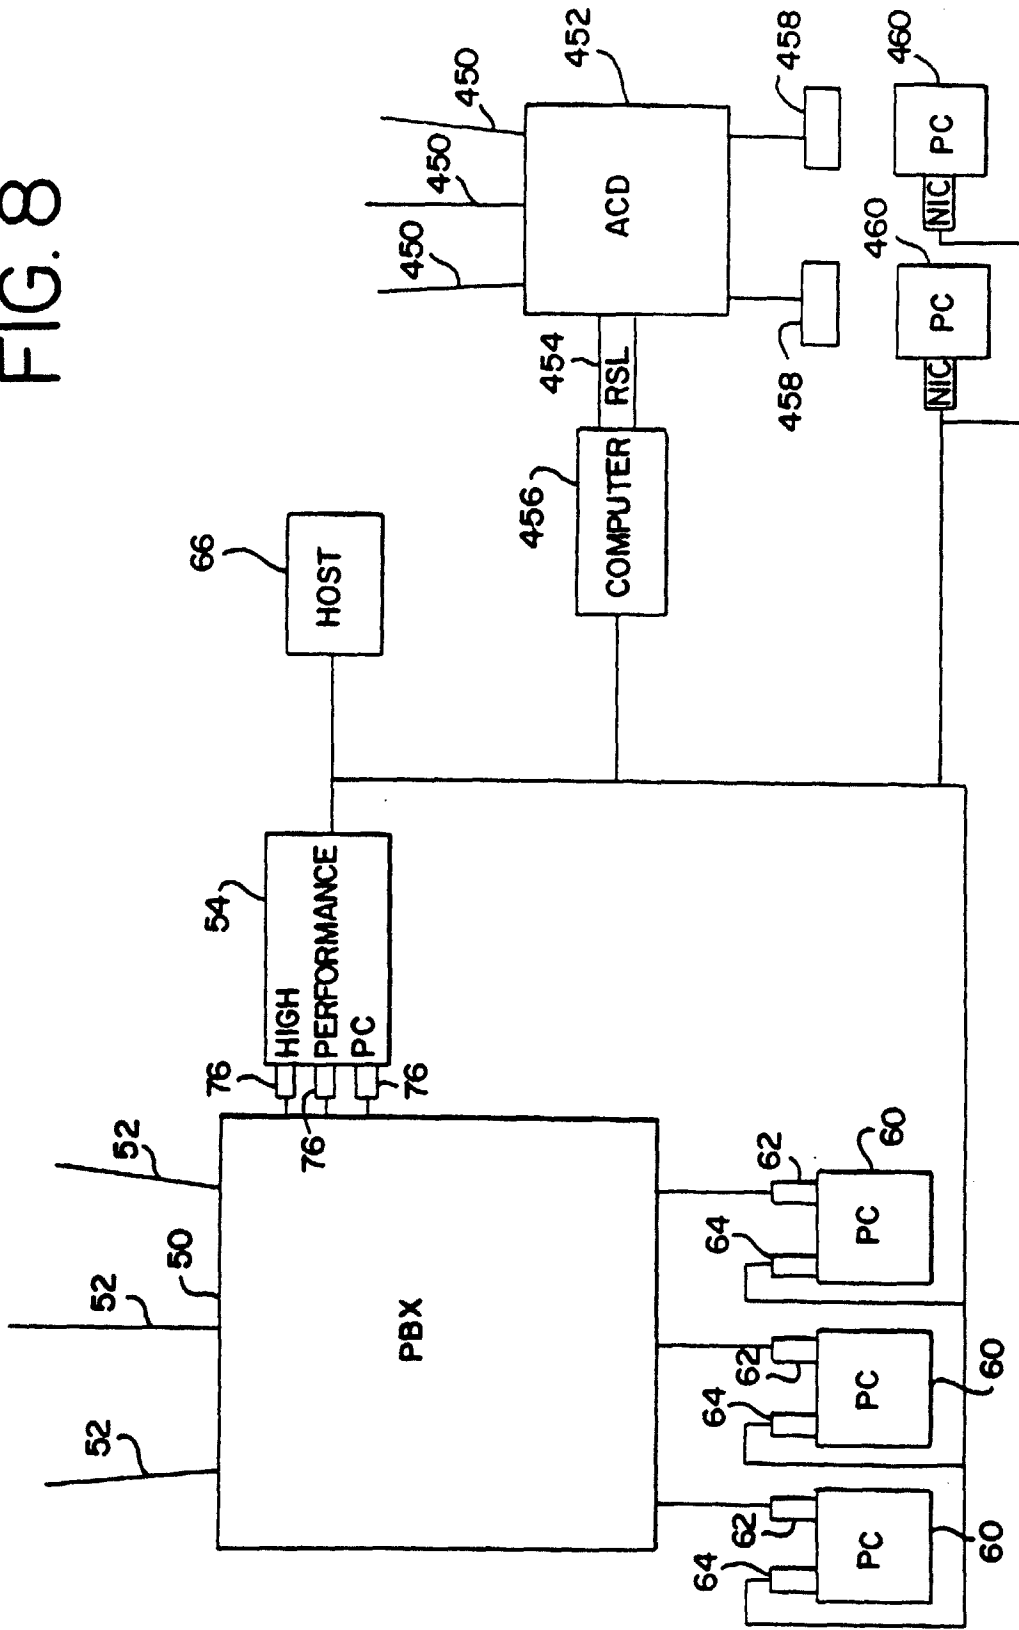 FIG. 8
52
52
52
50
PBX
76
76
76
54
HIGH
PERFORMANCE
PC
66
HOST
450
450
450
452
ACD
454
RSL
456
COMPUTER
458
458
460
460
NIC
PC
NIC
PC
64
62
PC
60
64
62
PC
60
64
62
PC
60